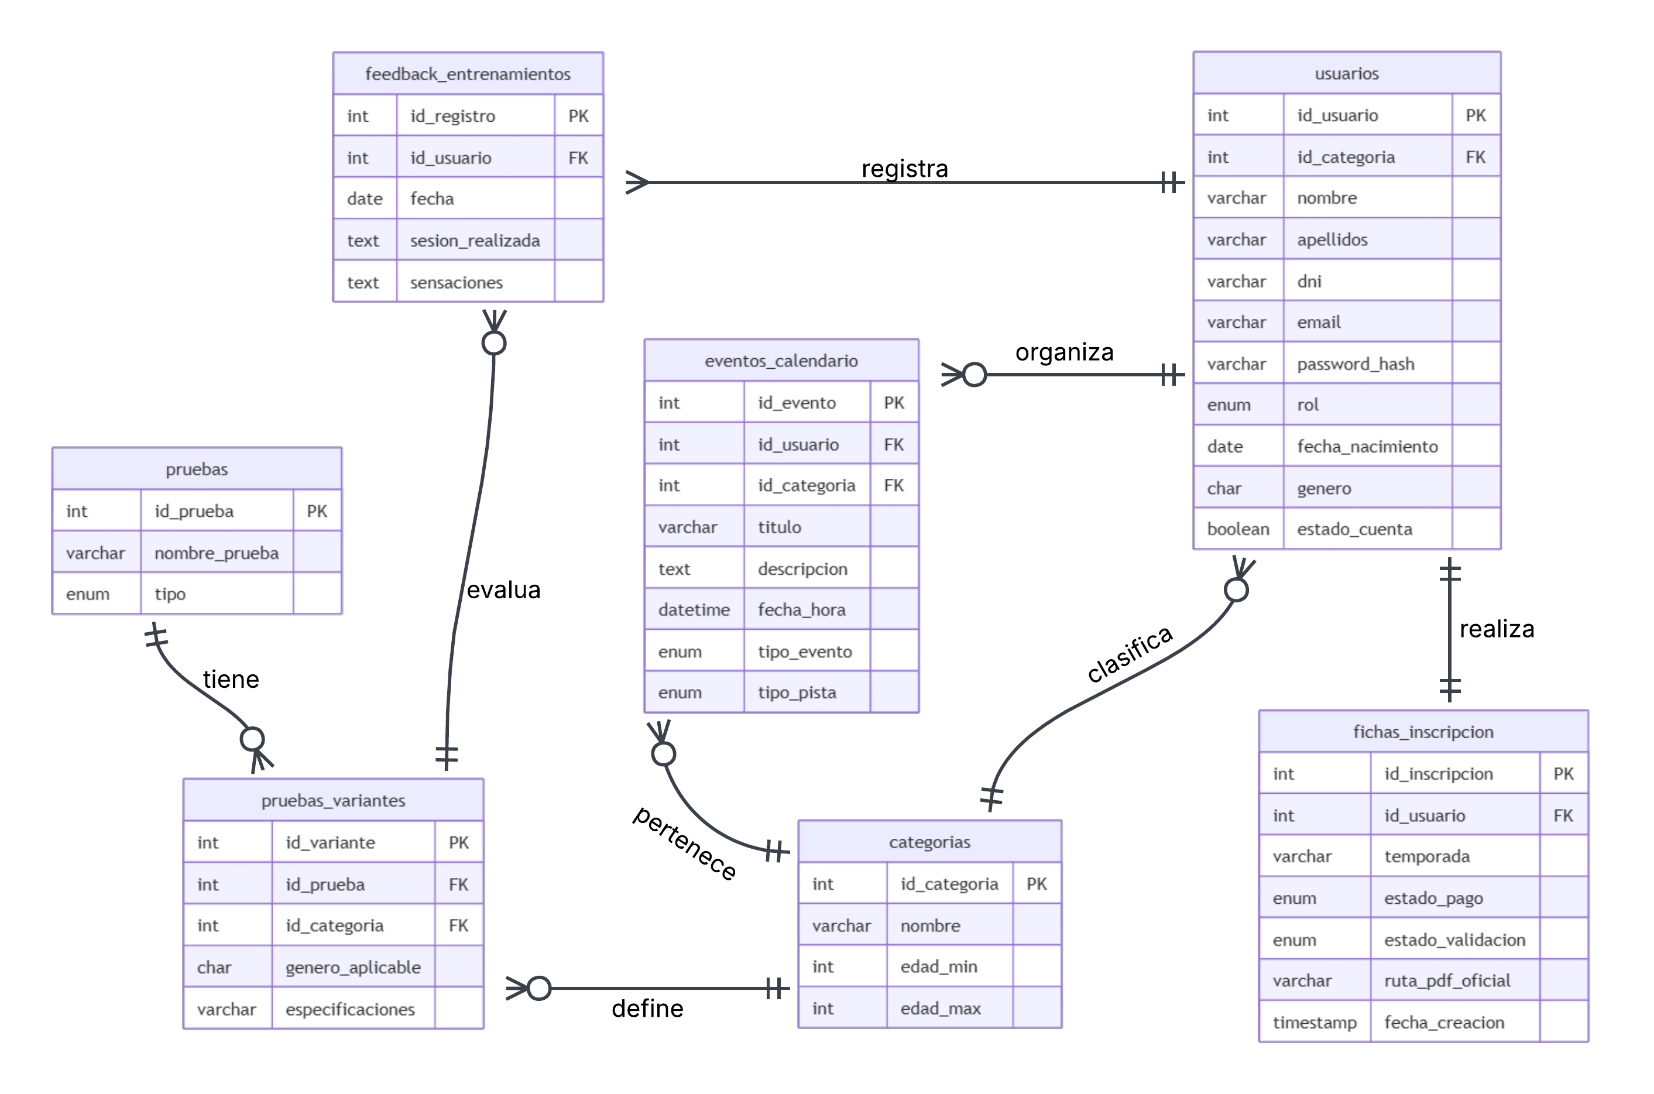 feedback_entrenamientos
int id_registro PK
int id_usuario FK
date fecha
text sesion_realizada
text sensaciones
usuarios
int id_usuario PK
int id_categoria FK
varchar nombre
varchar apellidos
varchar dni
varchar email
varchar password_hash
enum rol
date fecha_nacimiento
char genero
boolean estado_cuenta
registra
organiza
eventos_calendario
int id_evento PK
int id_usuario FK
int id_categoria FK
varchar titulo
text descripcion
datetime fecha_hora
enum tipo_evento
enum tipo_pista
pruebas
int id_prueba PK
varchar nombre_prueba
enum tipo
evalua
tiene
clasifica
realiza
pertenece
pruebas_variantes
int id_variante PK
int id_prueba FK
int id_categoria FK
char genero_aplicable
varchar especificaciones
define
categorias
int id_categoria PK
varchar nombre
int edad_min
int edad_max
fichas_inscripcion
int id_inscripcion PK
int id_usuario FK
varchar temporada
enum estado_pago
enum estado_validacion
varchar ruta_pdf_oficial
timestamp fecha_creacion